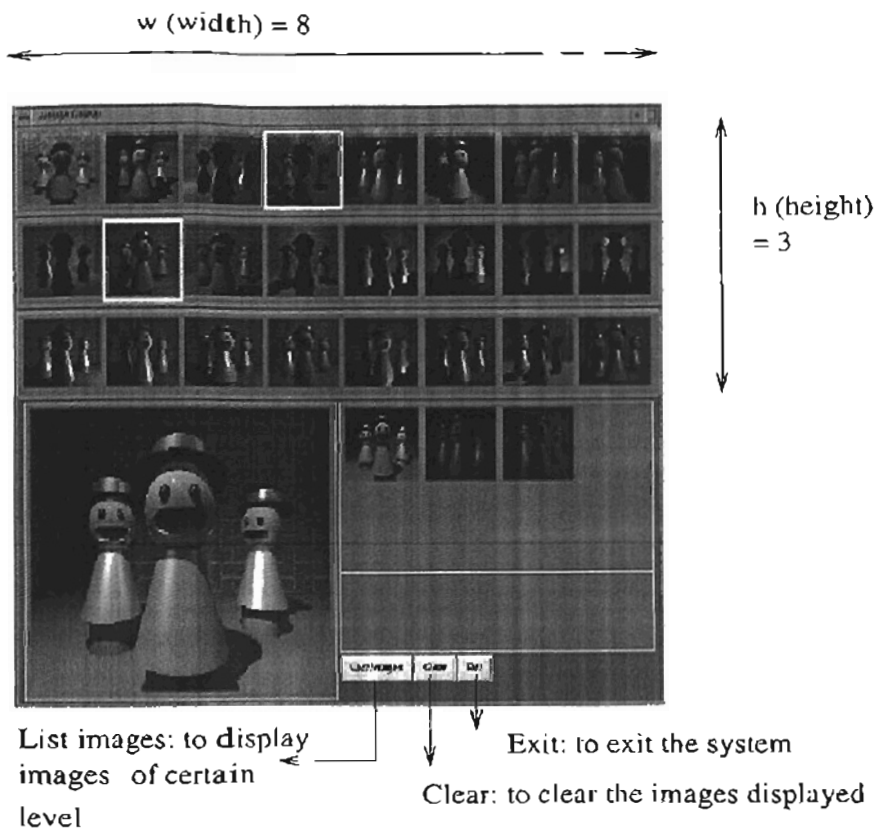 w (width) = 8
h (height)
= 3
List images: to display
images of certain
level
Exit: to exit the system
Clear: to clear the images displayed